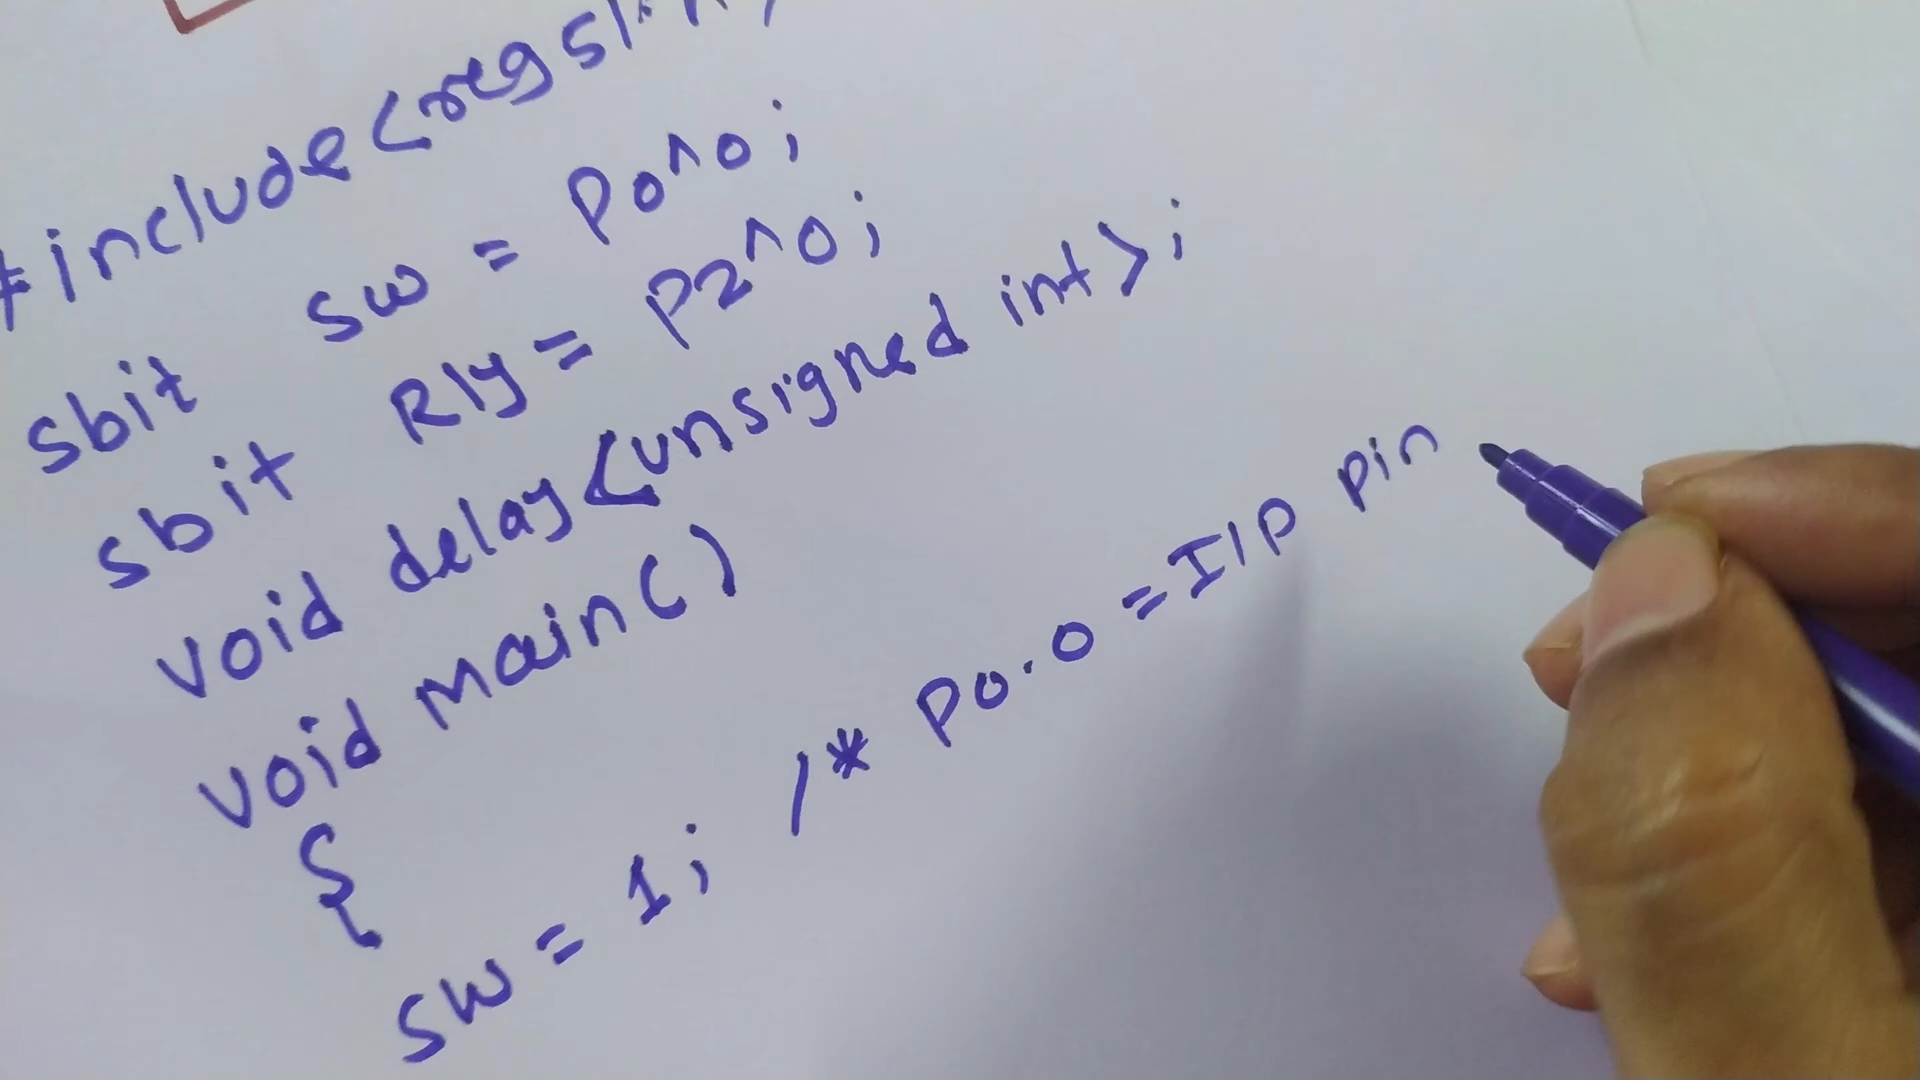 #include<reg51.h>
sbit sw = P0^0;
sbit Rly = P2^0;
void delay<unsigned int>;
void main()
{
sw = 1; /* P0.0 = I/P pin